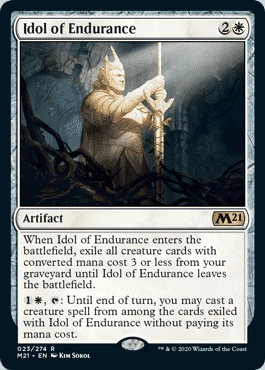 Idol of Endurance 2
Artifact M21
When Idol of Endurance enters the
battlefield, exile all creature cards with
converted mana cost 3 or less from your
graveyard until Idol of Endurance leaves
the battlefield.
1 , : Until end of turn, you may cast a
creature spell from among the cards exiled
with Idol of Endurance without paying its
mana cost.
023/274 R
M21 • EN KIM SOKOL ™ & © 2020 Wizards of the Coast